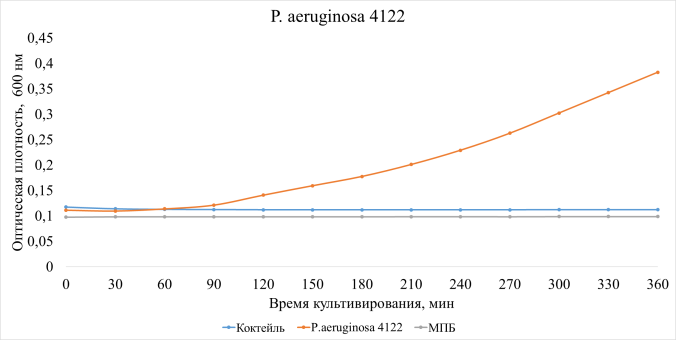 P. aeruginosa 4122
Оптическая плотность, 600 нм
0,45
0,4
0,35
0,3
0,25
0,2
0,15
0,1
0,05
0
0 30 60 90 120 150 180 210 240 270 300 330 360
Время культивирования, мин
Коктейль P.aeruginosa 4122 МПБ